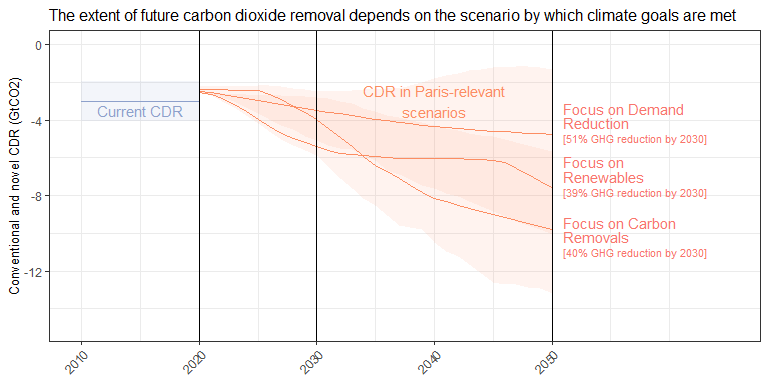 The extent of future carbon dioxide removal depends on the scenario by which climate goals are met
Conventional and novel CDR (GtCO2)
0
-4
-8
-12
Current CDR
CDR in Paris-relevant
scenarios
Focus on Demand
Reduction
[51% GHG reduction by 2030]
Focus on
Renewables
[39% GHG reduction by 2030]
Focus on Carbon
Removals
[40% GHG reduction by 2030]
2010
2020
2030
2040
2050